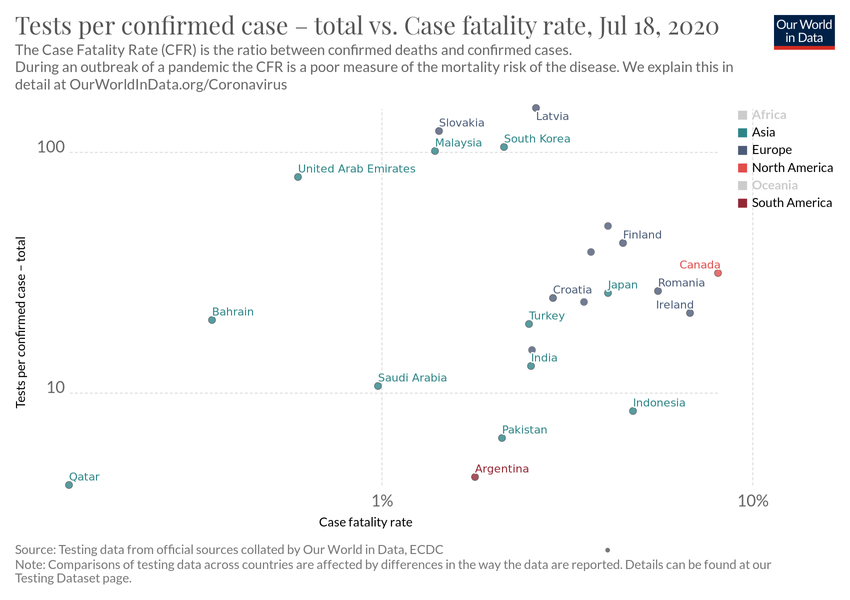 Tests per confirmed case – total vs. Case fatality rate, Jul 18, 2020
Our World
in Data
The Case Fatality Rate (CFR) is the ratio between confirmed deaths and confirmed cases.
During an outbreak of a pandemic the CFR is a poor measure of the mortality risk of the disease. We explain this in
detail at OurWorldInData.org/Coronavirus
Africa
Asia
Europe
North America
Oceania
South America
Tests per confirmed case – total
100
10
Latvia
Slovakia
South Korea
Malaysia
United Arab Emirates
Finland
Canada
Romania
Japan
Croatia
Ireland
Bahrain
Turkey
India
Saudi Arabia
Indonesia
Pakistan
Argentina
Qatar
1%
10%
Case fatality rate
Source: Testing data from official sources collated by Our World in Data, ECDC
•
Note: Comparisons of testing data across countries are affected by differences in the way the data are reported. Details can be found at our
Testing Dataset page.